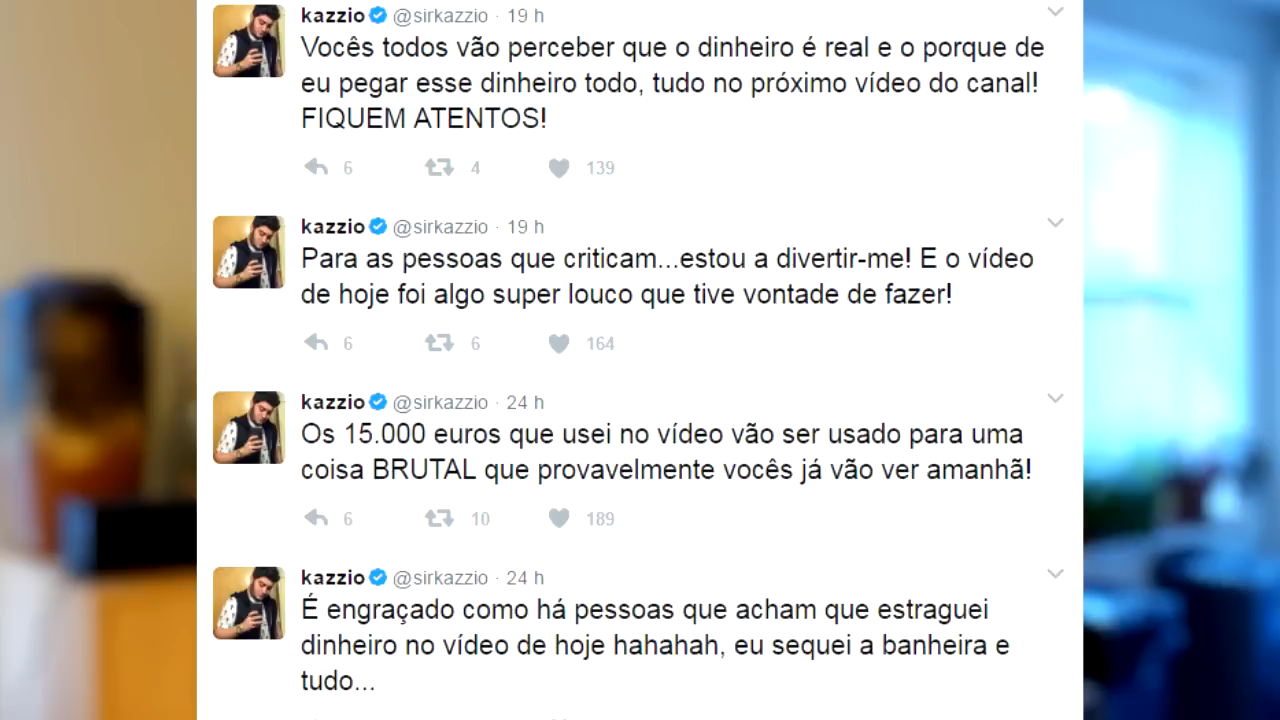 kazzio @sirkazzio · 19 h
Vocês todos vão perceber que o dinheiro é real e o porque de
eu pegar esse dinheiro todo, tudo no próximo vídeo do canal!
FIQUEM ATENTOS!
6 4 139
kazzio @sirkazzio · 19 h
Para as pessoas que criticam...estou a divertir-me! E o vídeo
de hoje foi algo super louco que tive vontade de fazer!
6 6 164
kazzio @sirkazzio · 24 h
Os 15.000 euros que usei no vídeo vão ser usado para uma
coisa BRUTAL que provavelmente vocês já vão ver amanhã!
6 10 189
kazzio @sirkazzio · 24 h
É engraçado como há pessoas que acham que estraguei
dinheiro no vídeo de hoje hahahah, eu sequei a banheira e
tudo...